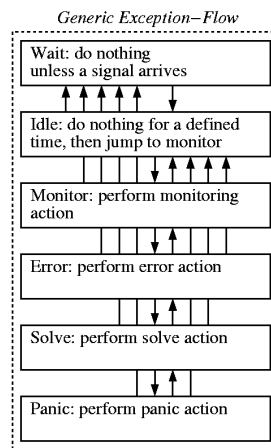 Generic Exception−Flow
Wait: do nothing
unless a signal arrives
Idle: do nothing for a defined
time, then jump to monitor
Monitor: perform monitoring
action
Error: perform error action
Solve: perform solve action
Panic: perform panic action